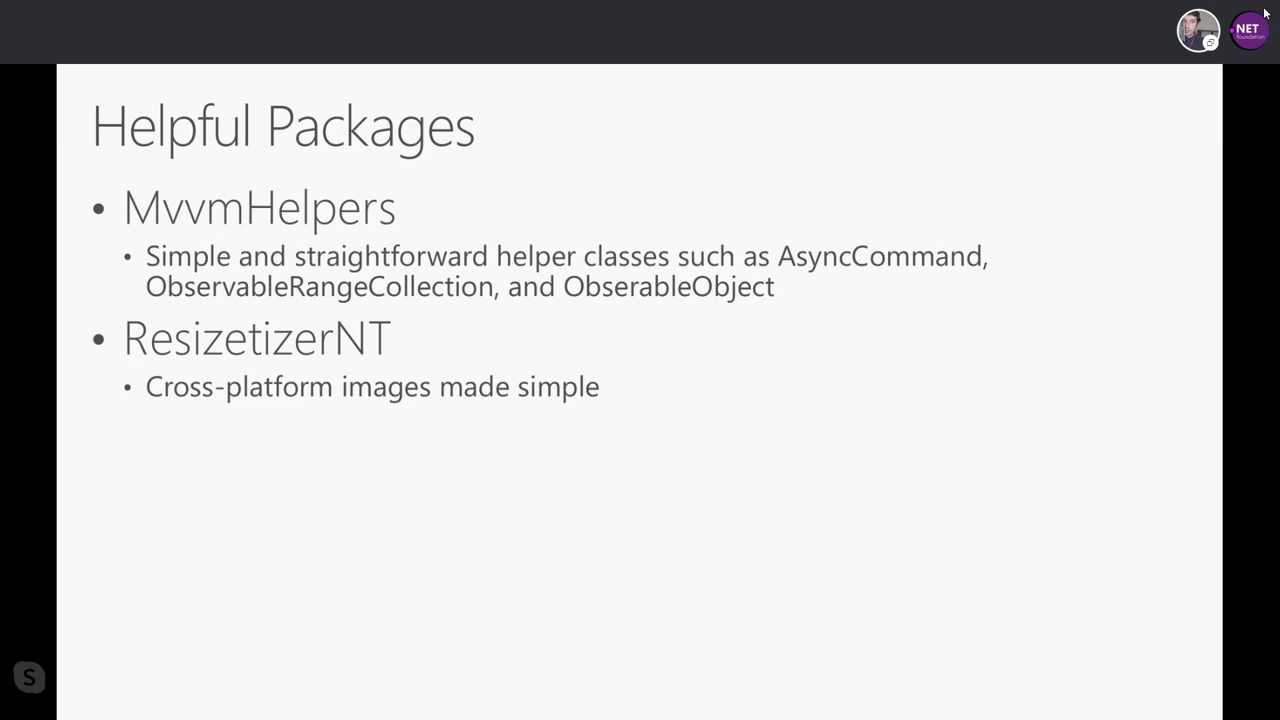 NET
foundation
Helpful Packages
• MvvmHelpers
• Simple and straightforward helper classes such as AsyncCommand,
ObservableRangeCollection, and ObserableObject
• ResizetizerNT
• Cross-platform images made simple
S